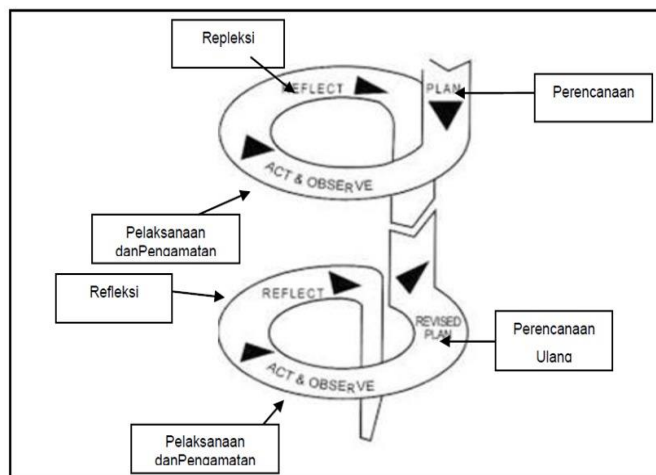 Repleksi
REFLECT
PLAN
Perencanaan
ACT & OBSERVE
Pelaksanaan
danPengamatan
Refleksi
REFLECT
REVISED
PLAN
Perencanaan
Ulang
ACT & OBSERVE
Pelaksanaan
danPengamatan